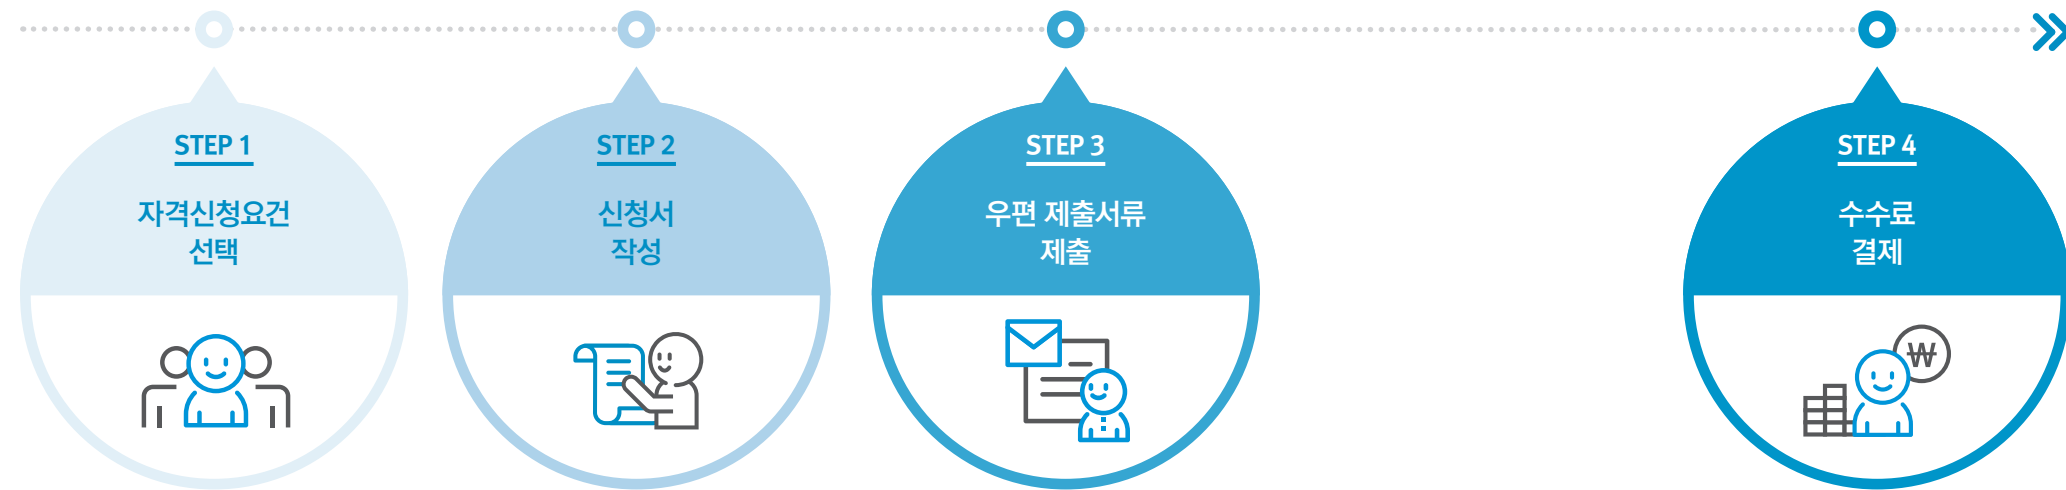 STEP 1
자격신청요건
선택
STEP 2
신청서
작성
STEP 3
우편 제출서류
제출
STEP 4
수수료
결제
₩